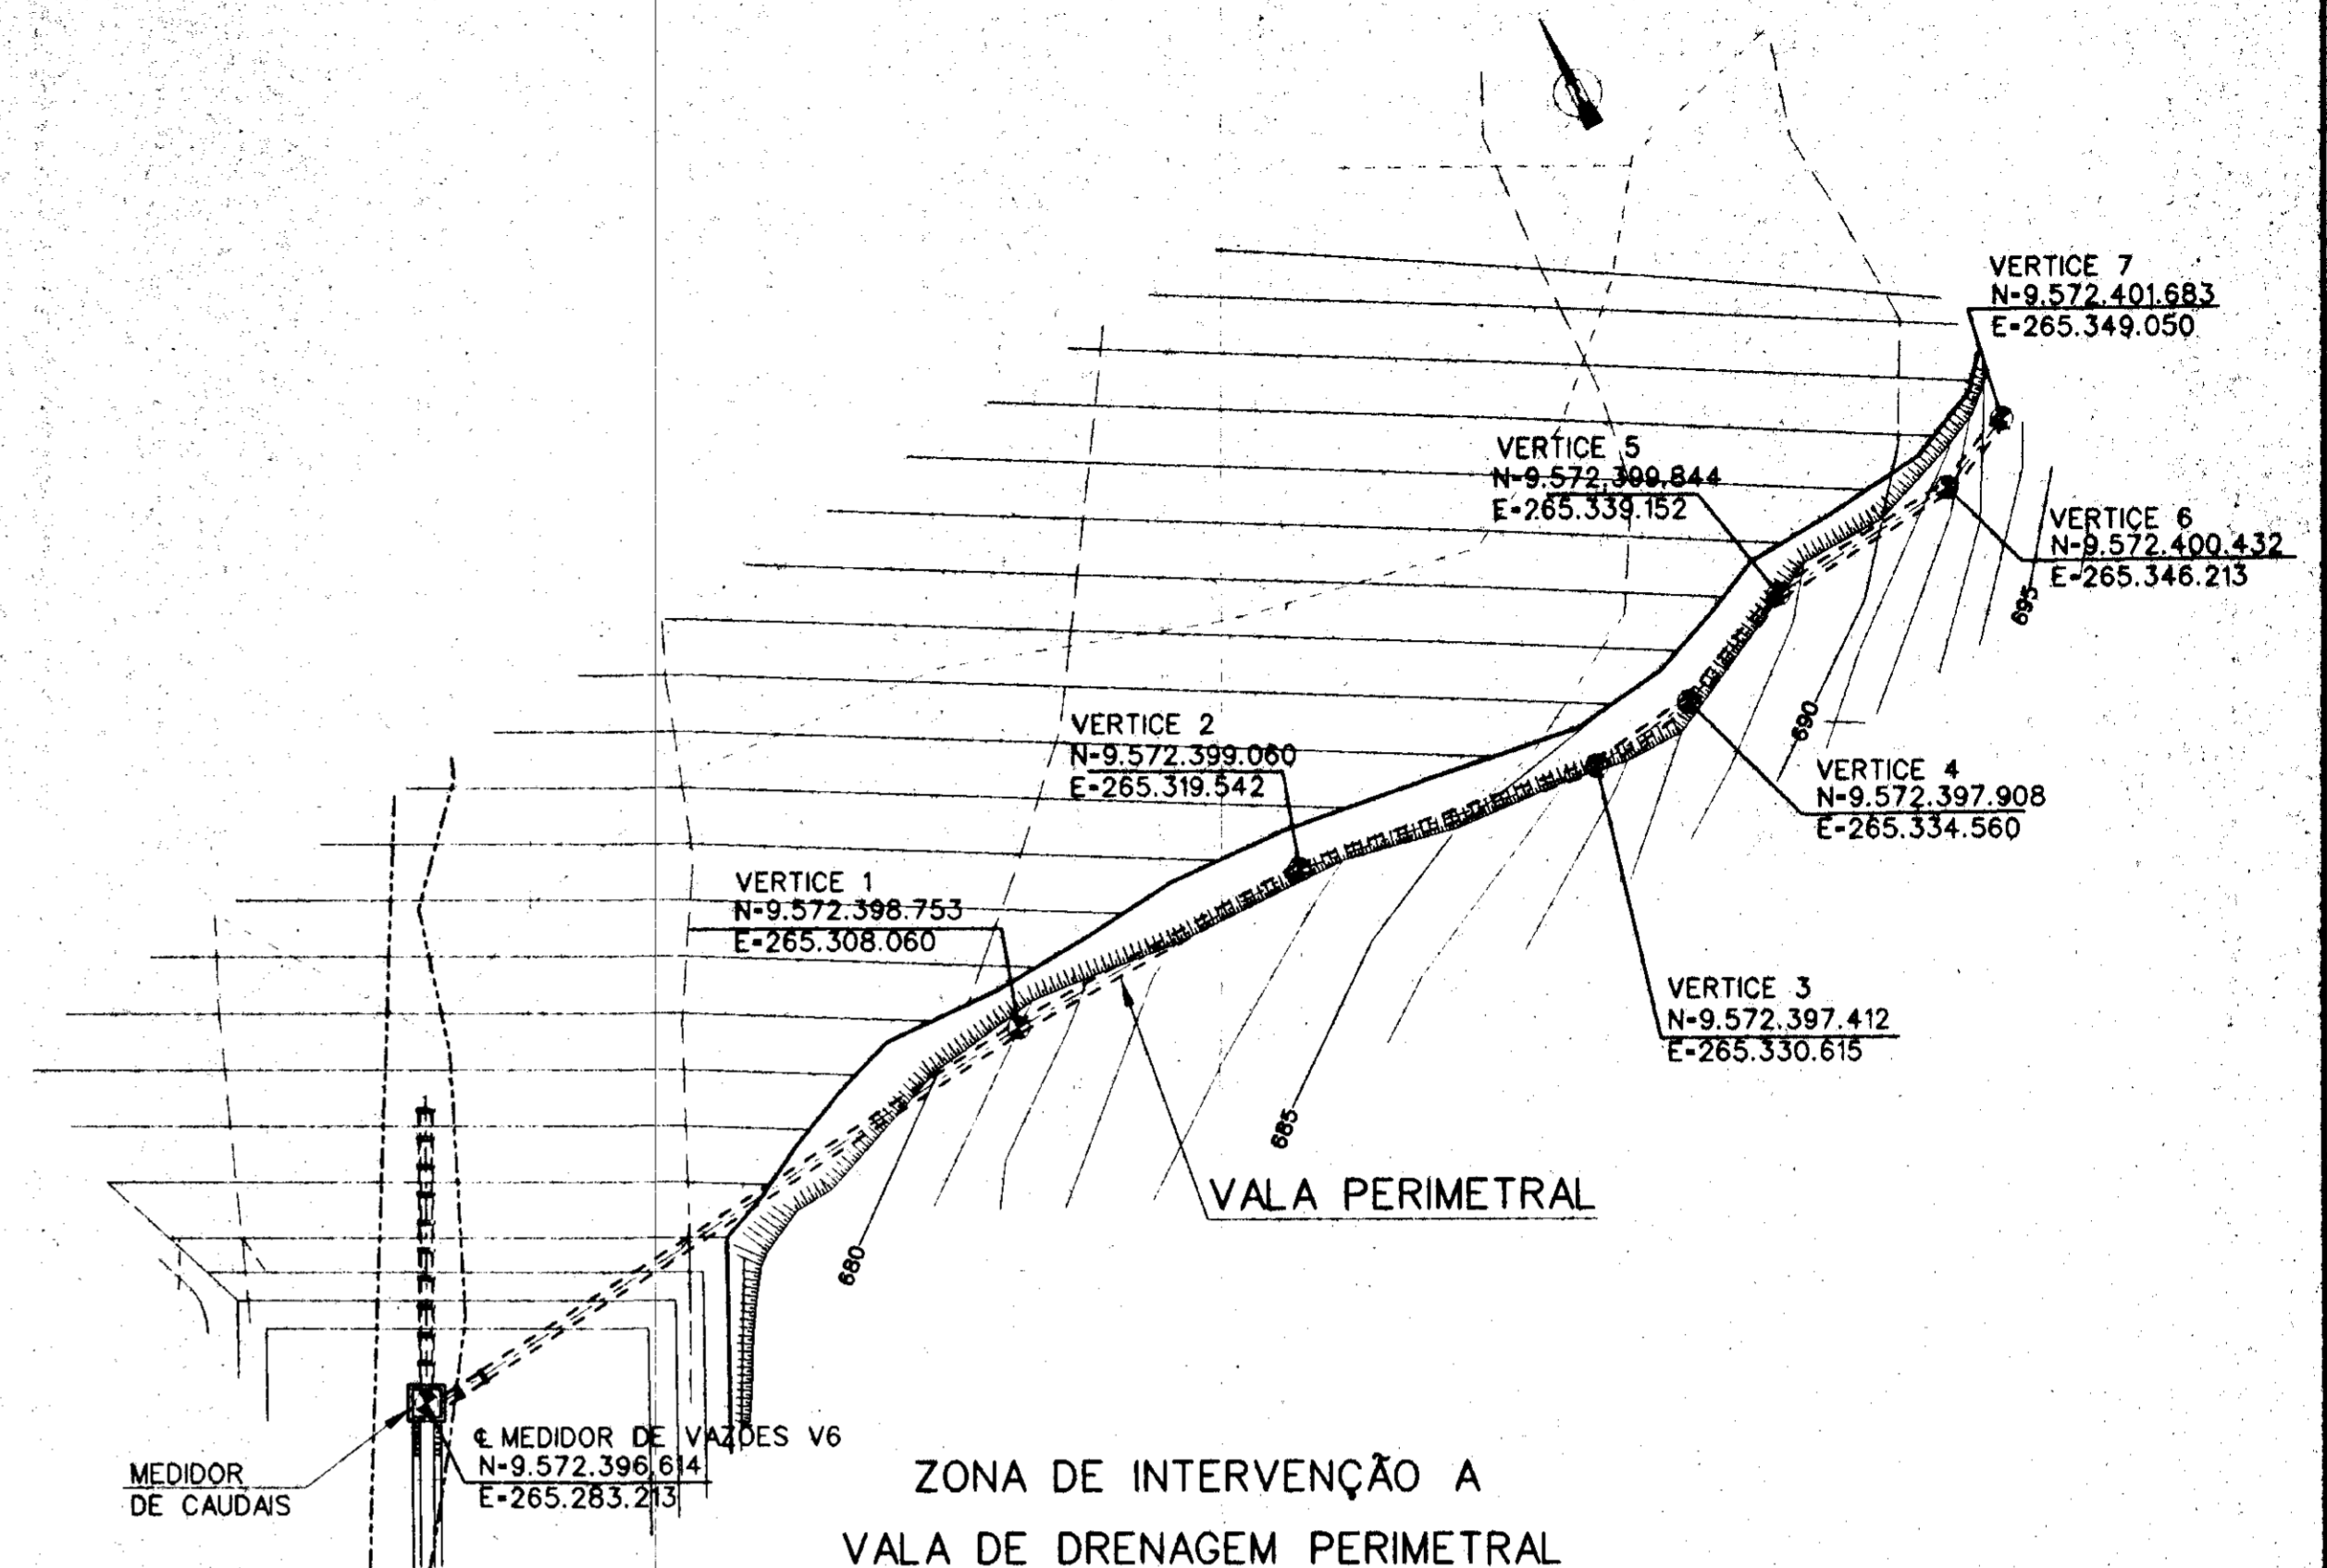 VERTICE 7
N-9.572.401.683
E-265.349.050
VERTICE 5
N-9.572.399.844
E-265.339.152
VERTICE 6
N-9.572.400.432
E-265.346.213
695
VERTICE 2
N-9.572.399.060
E-265.319.542
690
VERTICE 4
N-9.572.397.908
E-265.334.560
VERTICE 1
N-9.572.398.753
E-265.308.060
VERTICE 3
N-9.572.397.412
E-265.330.615
685
VALA PERIMETRAL
680
℄ MEDIDOR DE VAZÕES V6
N-9.572.396.614
E-265.283.213
MEDIDOR
DE CAUDAIS
ZONA DE INTERVENÇÃO A
VALA DE DRENAGEM PERIMETRAL